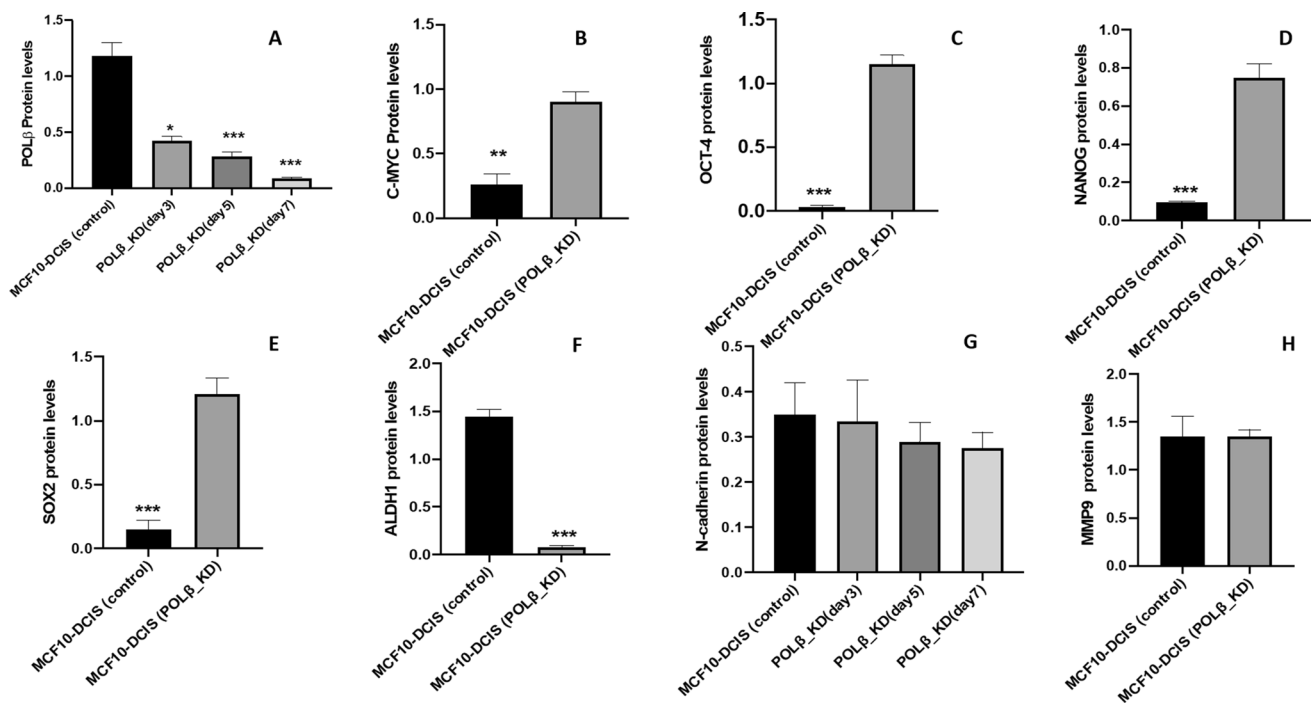 A
POLβ Protein levels
1.5
1.0
0.5
0.0
*
***
***
MCF10-DCIS (control)
POLβ_KD(day3)
POLβ_KD(day5)
POLβ_KD(day7)
B
C-MYC Protein levels
1.5
1.0
0.5
0.0
**
MCF10-DCIS (control)
MCF10-DCIS (POLβ_KD)
C
OCT-4 protein levels
1.5
1.0
0.5
0.0
***
MCF10-DCIS (control)
MCF10-DCIS (POLβ_KD)
D
NANOG protein levels
1.0
0.8
0.6
0.4
0.2
0.0
***
MCF10-DCIS (control)
MCF10-DCIS (POLβ_KD)
E
SOX2 protein levels
1.5
1.0
0.5
0.0
***
MCF10-DCIS (control)
MCF10-DCIS (POLβ_KD)
F
ALDH1 protein levels
2.0
1.5
1.0
0.5
0.0
***
MCF10-DCIS (control)
MCF10-DCIS (POLβ_KD)
G
N-cadherin protein levels
0.5
0.4
0.3
0.2
0.1
0.0
MCF10-DCIS (control)
POLβ_KD(day3)
POLβ_KD(day5)
POLβ_KD(day7)
H
MMP9 protein levels
2.0
1.5
1.0
0.5
0.0
MCF10-DCIS (control)
MCF10-DCIS (POLβ_KD)